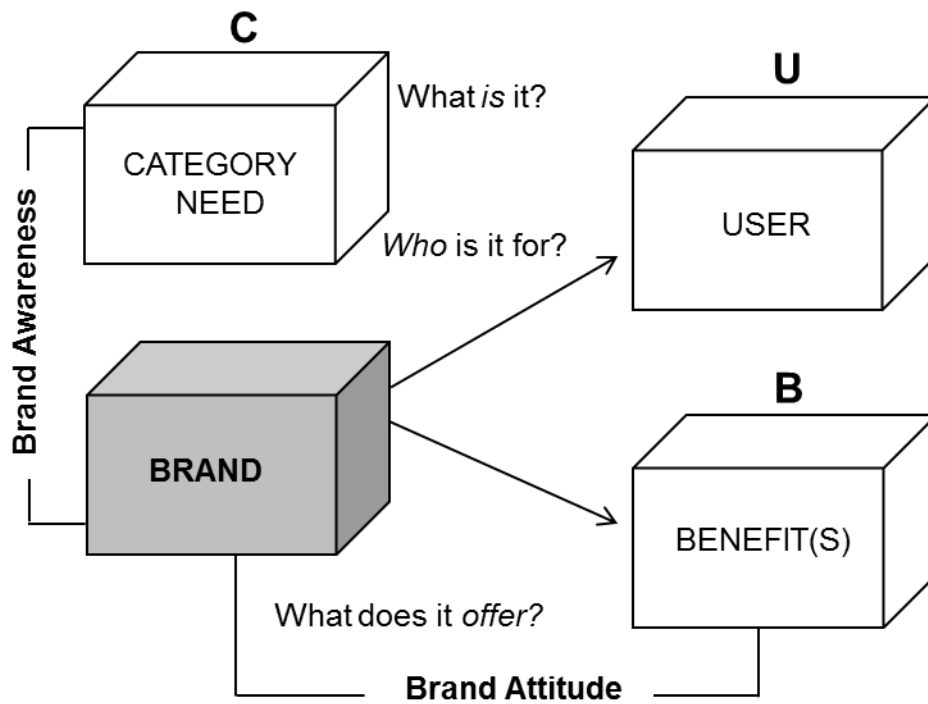 C
What is it?
CATEGORY
NEED
U
USER
Who is it for?
Brand Awareness
BRAND
B
BENEFIT(S)
What does it offer?
Brand Attitude